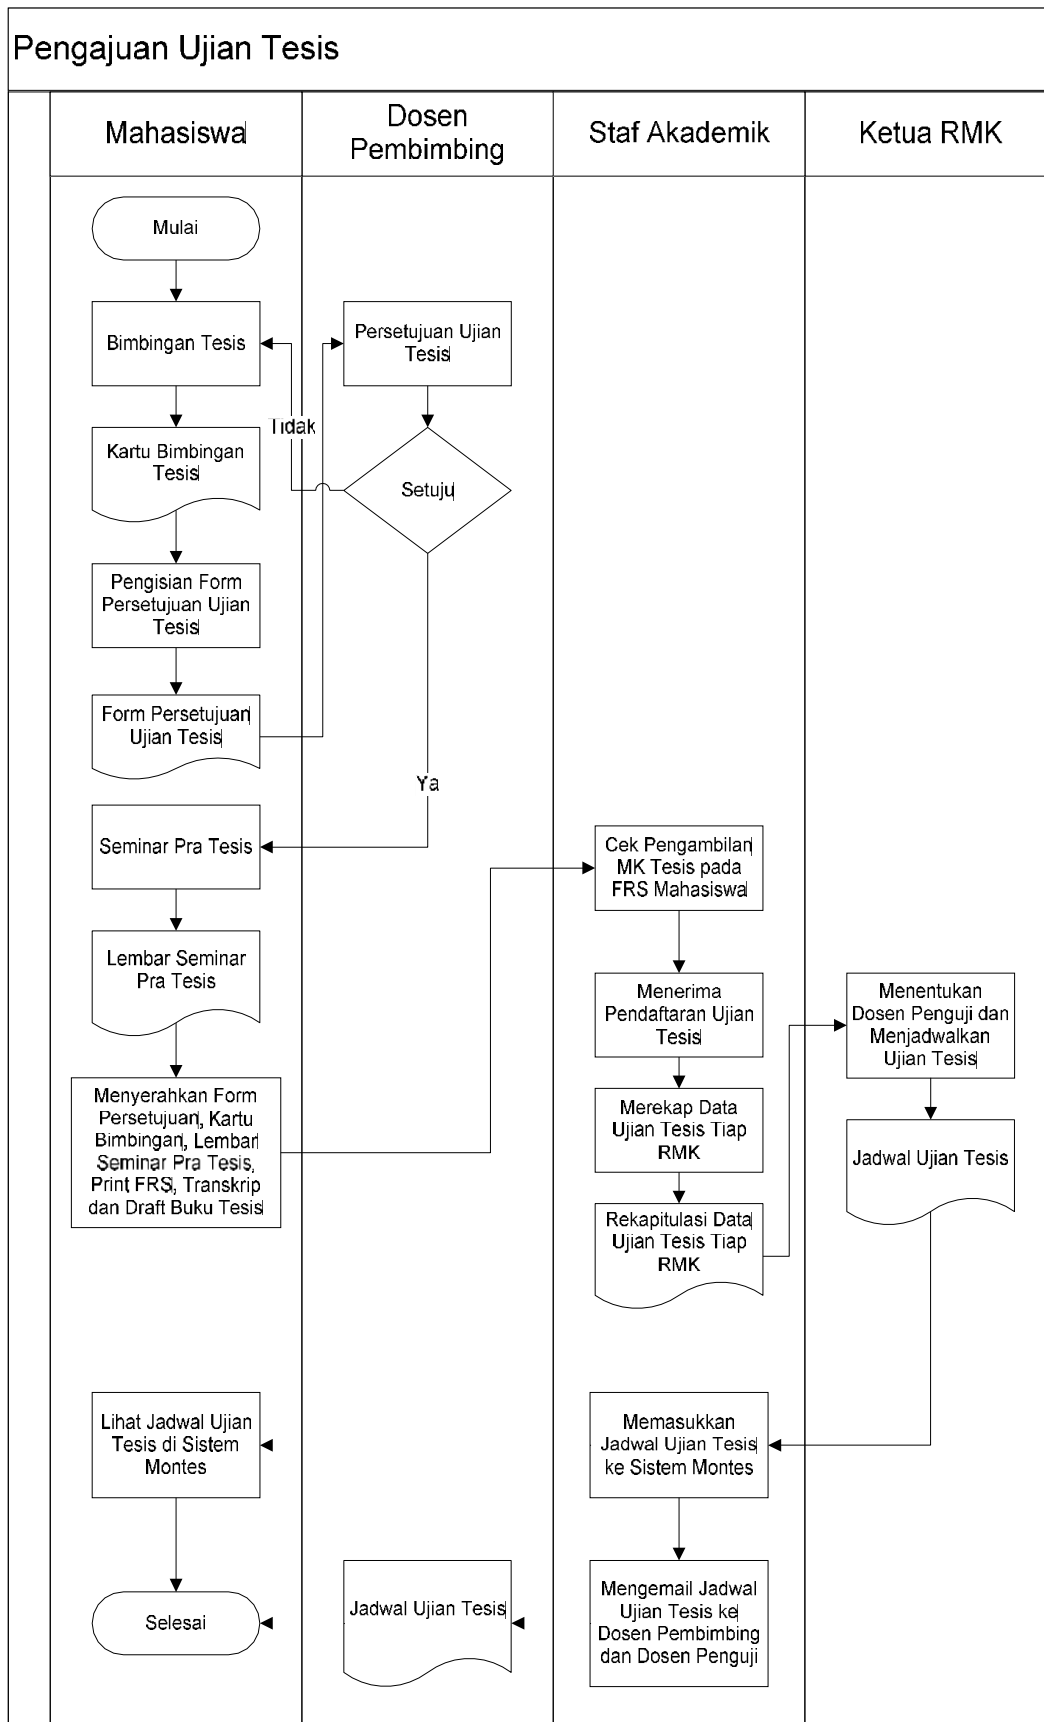 Pengajuan Ujian Tesis
Mahasiswa
Dosen
Pembimbing
Staf Akademik
Ketua RMK
Mulai
Bimbingan Tesis
Kartu Bimbingan
Tesis
Pengisian Form
Persetujuan Ujian
Tesis
Form Persetujuan
Ujian Tesis
Persetujuan Ujian
Tesis
Setuju
Tidak
Ya
Seminar Pra Tesis
Lembar Seminar
Pra Tesis
Menyerahkan Form
Persetujuan, Kartu
Bimbingan, Lembar
Seminar Pra Tesis,
Print FRS, Transkrip
dan Draft Buku Tesis
Cek Pengambilan
MK Tesis pada
FRS Mahasiswa
Menerima
Pendaftaran Ujian
Tesis
Merekap Data
Ujian Tesis Tiap
RMK
Rekapitulasi Data
Ujian Tesis Tiap
RMK
Menentukan
Dosen Penguji dan
Menjadwalkan
Ujian Tesis
Jadwal Ujian Tesis
Memasukkan
Jadwal Ujian Tesis
ke Sistem Montes
Lihat Jadwal Ujian
Tesis di Sistem
Montes
Mengemail Jadwal
Ujian Tesis ke
Dosen Pembimbing
dan Dosen Penguji
Jadwal Ujian Tesis
Selesai